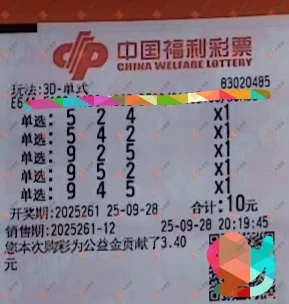 中国福利彩票
CHINA WELFARE LOTTERY
玩法:3D-单式 83020485
单选: 5 2 4 x1
单选: 5 4 2 x1
单选: 9 2 5 x1
单选: 9 5 2 x1
单选: 9 4 5 x1
开奖期:2025261 25-09-28 合计:10元
销售期:2025261-12 25-09-28 20:19:45
您本次购彩为公益金贡献了3.40
元